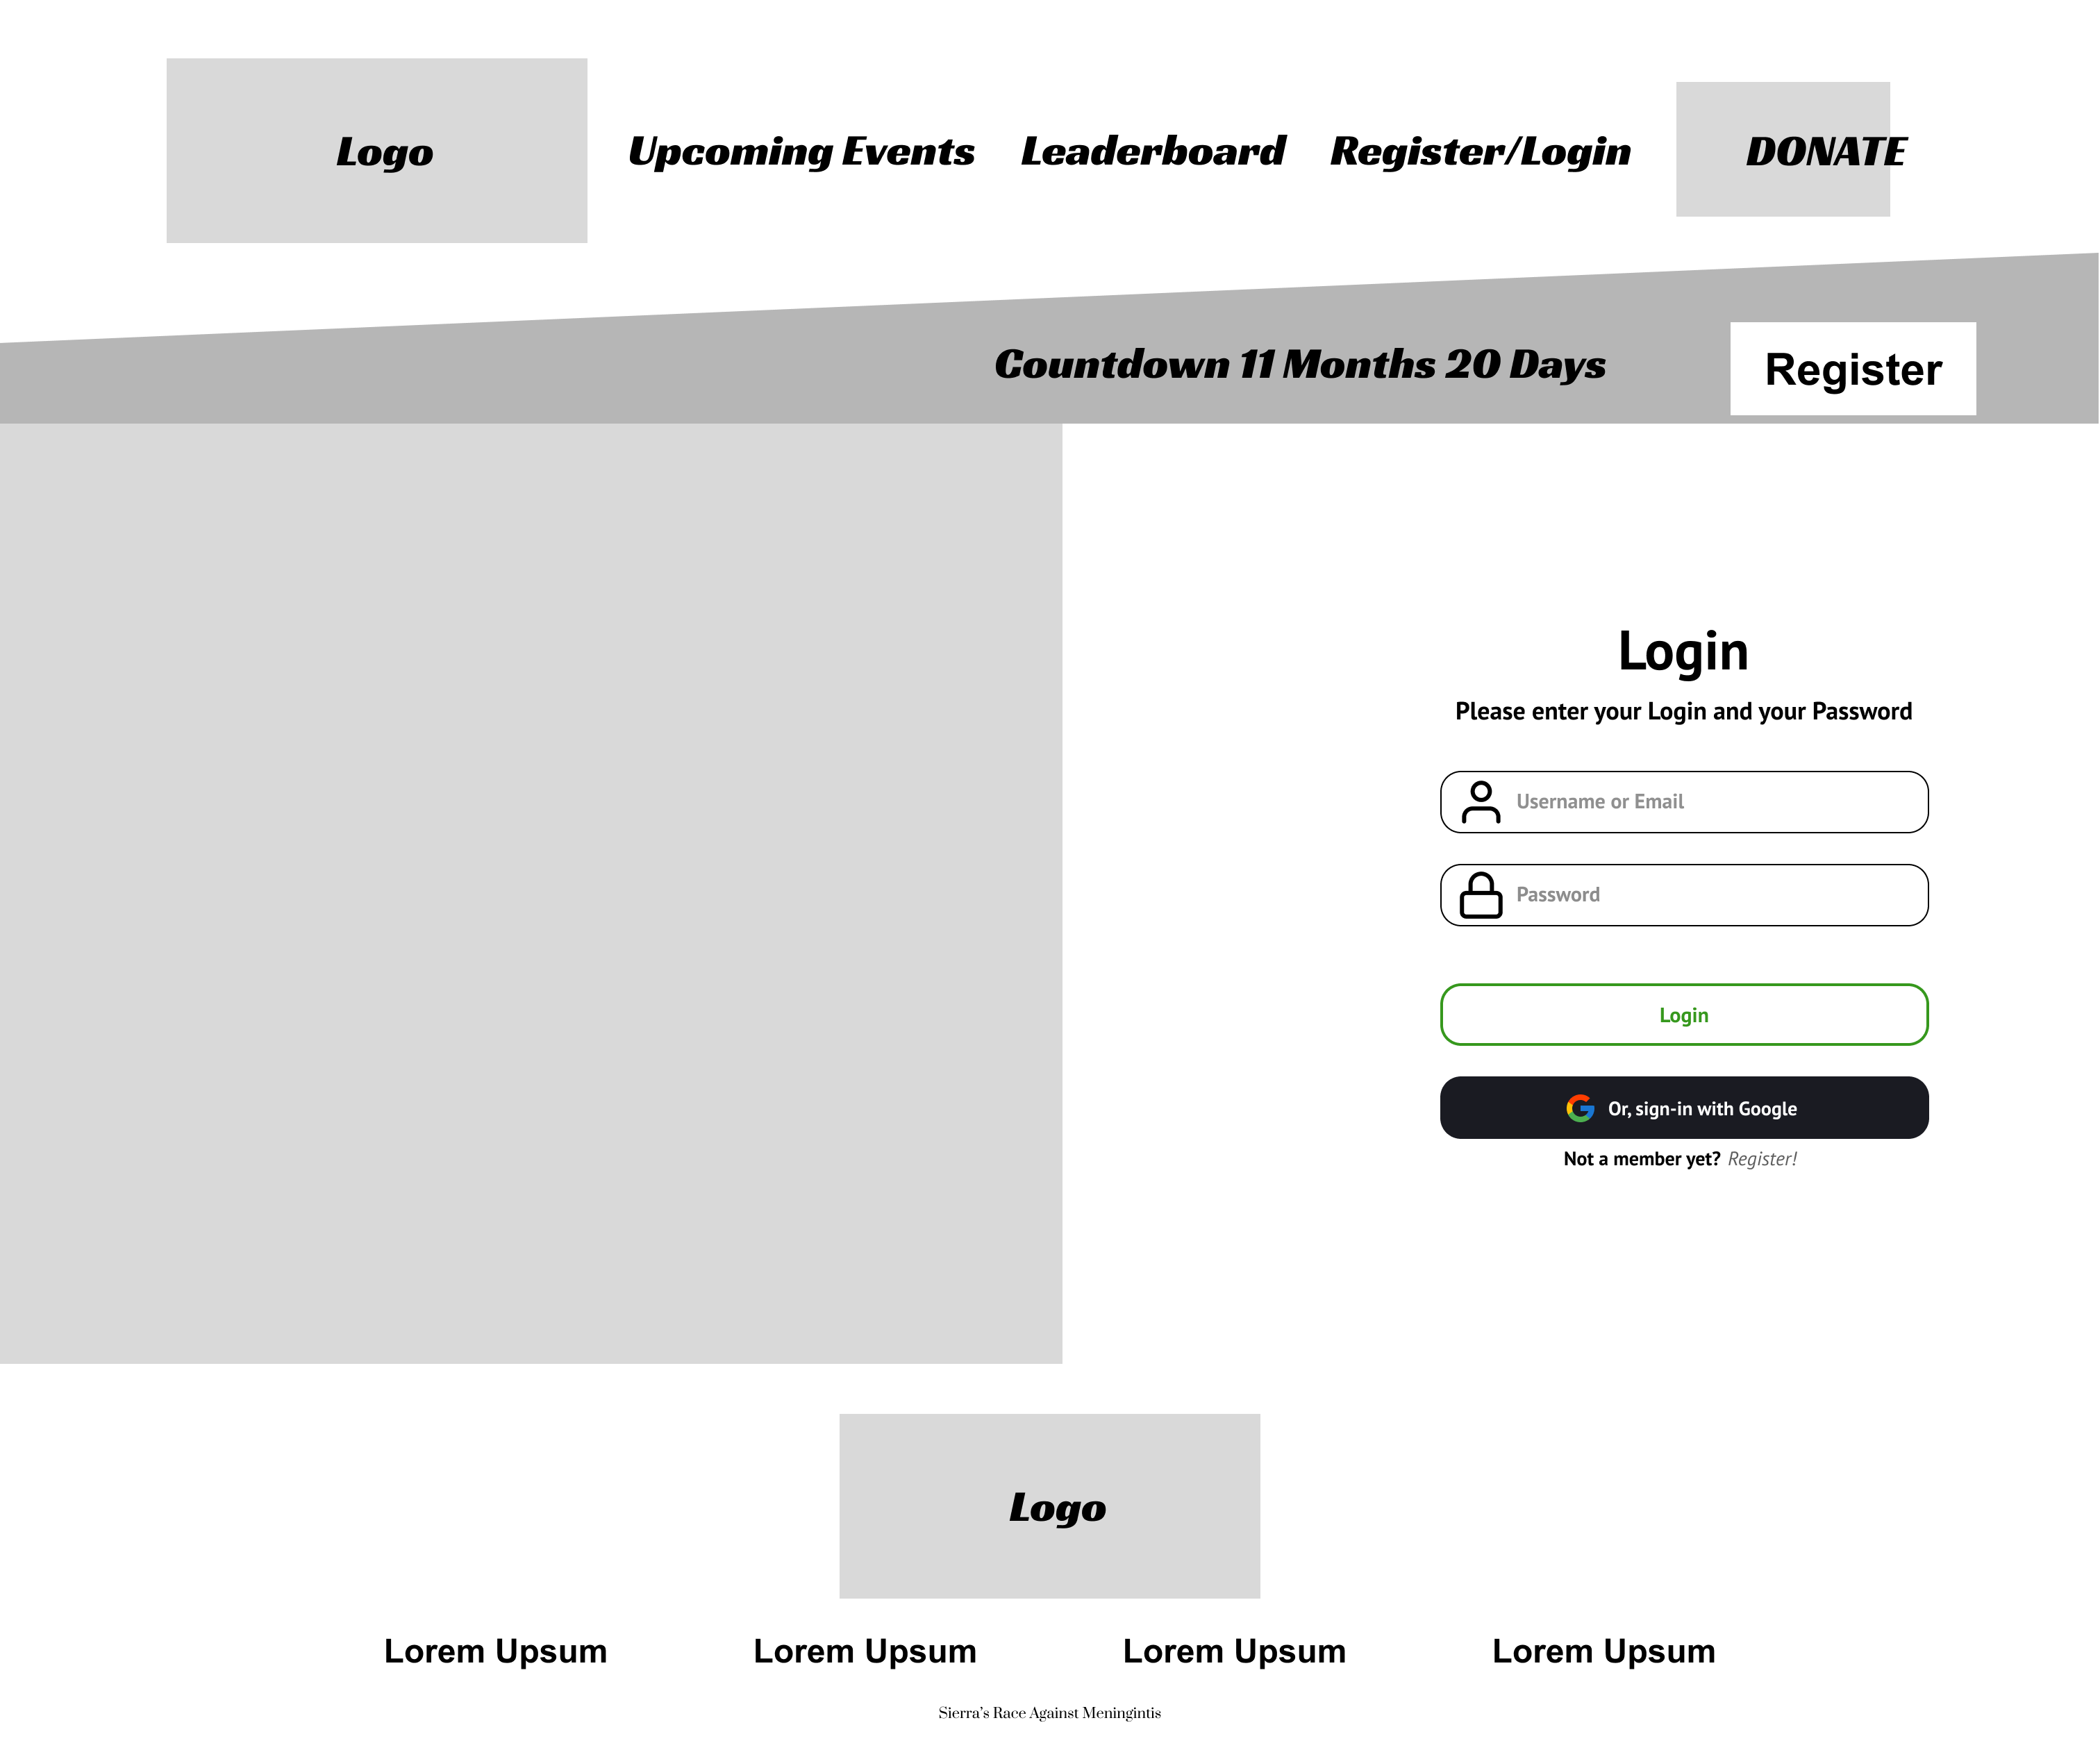 Logo
Upcoming Events
Leaderboard
Register/Login
DONATE
Countdown 11 Months 20 Days
Register
Login
Please enter your Login and your Password
Username or Email
Password
Login
Or, sign-in with Google
Not a member yet? Register!
Logo
Lorem Upsum
Lorem Upsum
Lorem Upsum
Lorem Upsum
Sierra's Race Against Meningintis